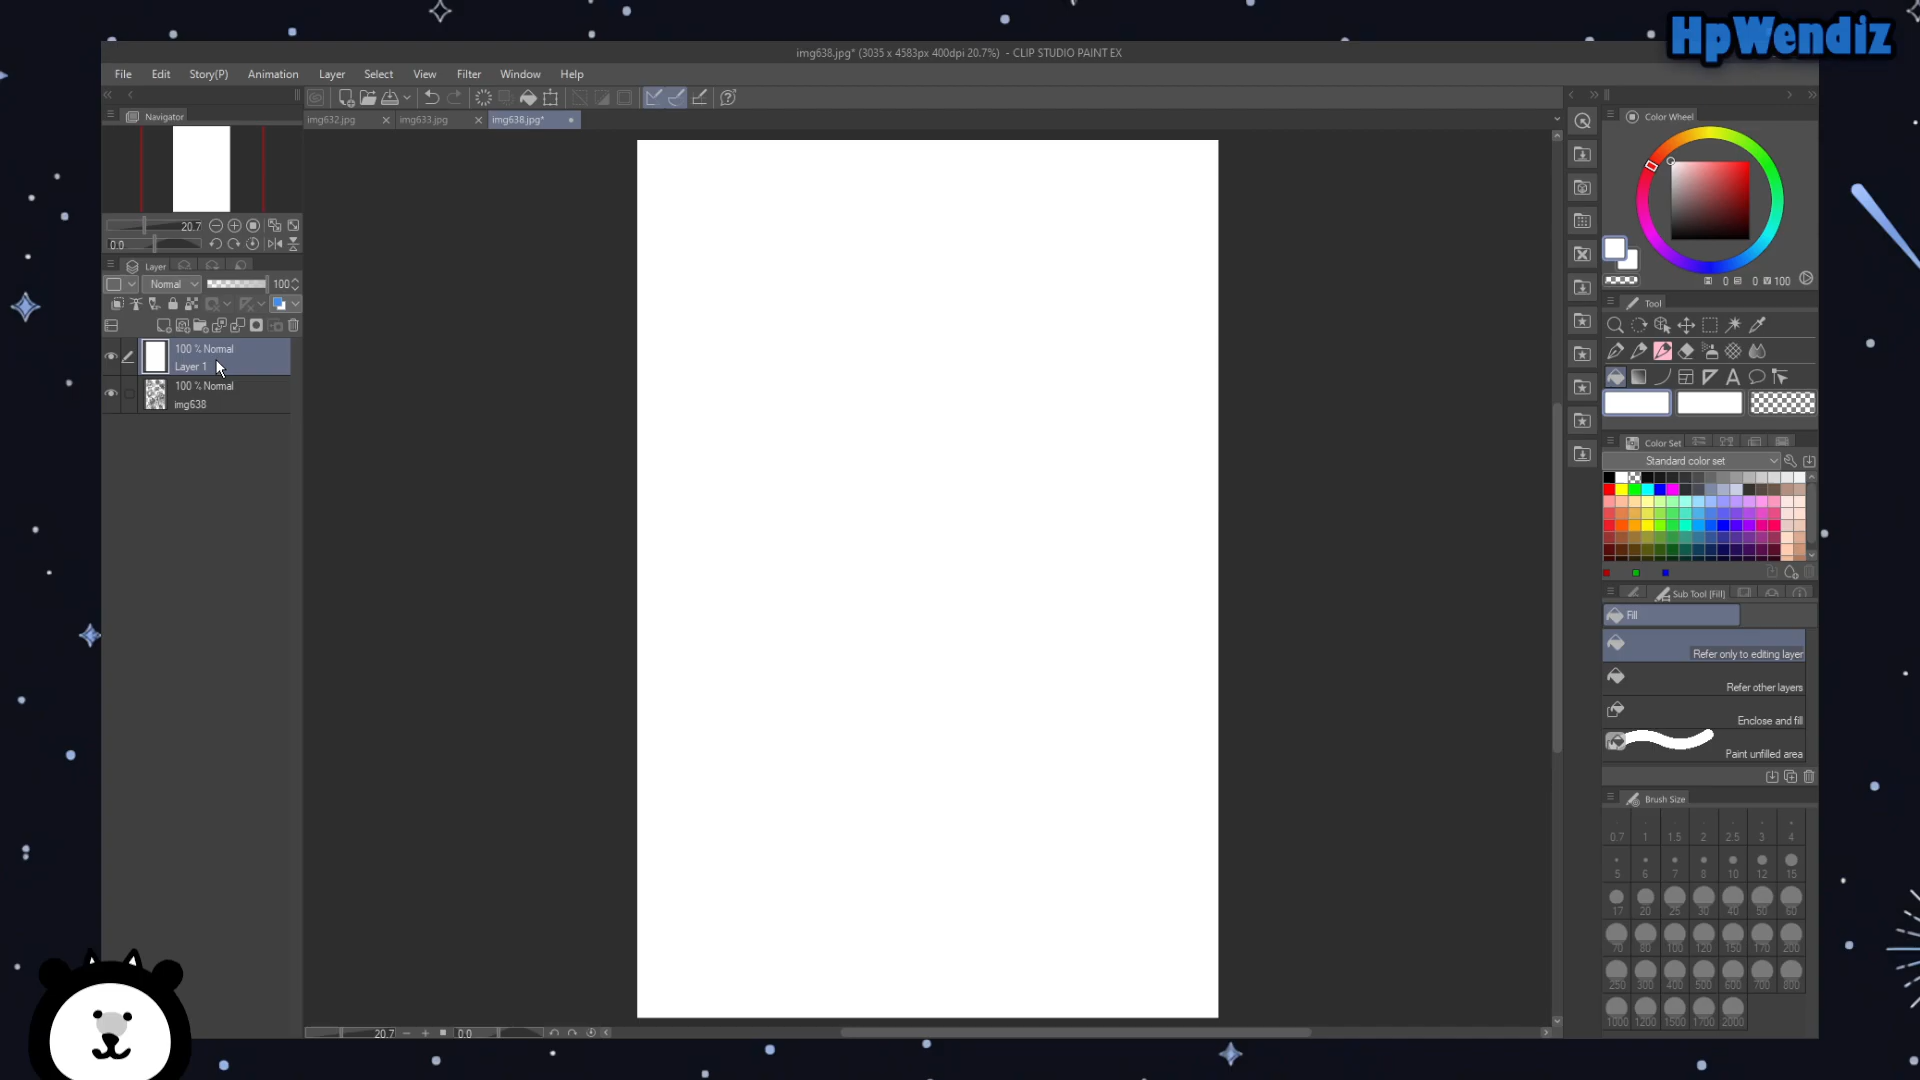 HpWendiz
img638.jpg* (3035 x 4583px 400dpi 20.7%) - CLIP STUDIO PAINT EX
File Edit Story(P) Animation Layer Select View Filter Window Help
img632.jpg img633.jpg img638.jpg*
Navigator
20.7
0.0
Layer
Normal 100
100 % Normal
Layer 1
100 % Normal
img638
20.7 0.0
Color Wheel
0 0 V 100
Tool
A
Color Set
Standard color set
Sub Tool [Fill]
Fill
Refer only to editing layer
Refer other layers
Enclose and fill
Paint unfilled area
Brush Size
0.7 1 1.5 2 2.5 3 4
5 6 7 8 10 12 15
17 20 25 30 40 50 60
70 80 100 120 150 170 200
250 300 400 500 600 700 800
1000 1200 1500 1700 2000